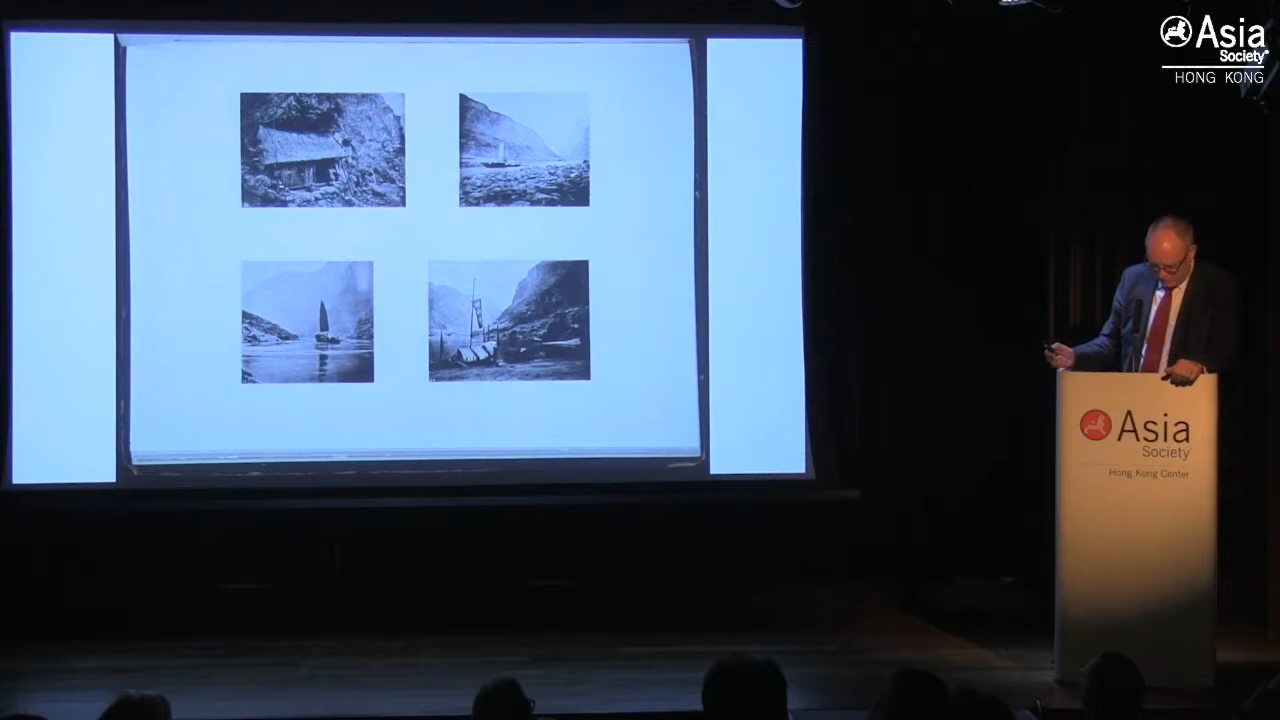 Asia
Society
HONG KONG
Asia
Society
Hong Kong Center